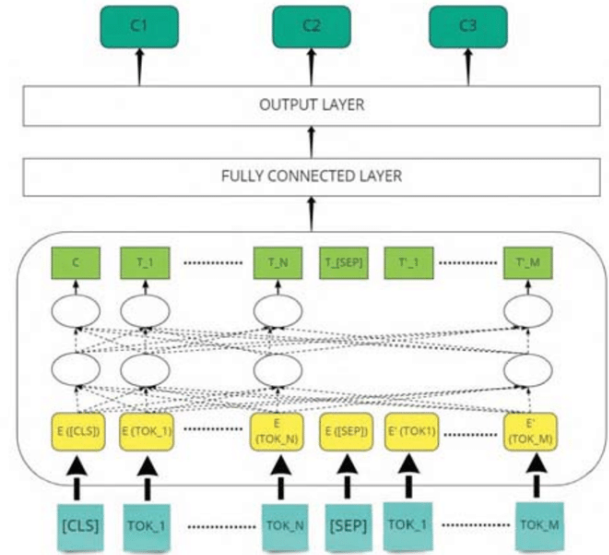 C1 C2 C3
OUTPUT LAYER
FULLY CONNECTED LAYER
C T_1 T_N T_[SEP] T'_1 T'_M
E ([CLS]) E (TOK_1) E (TOK_N) E ([SEP]) E' (TOK1) E' (TOK_M)
[CLS] TOK_1 TOK_N [SEP] TOK_1 TOK_M